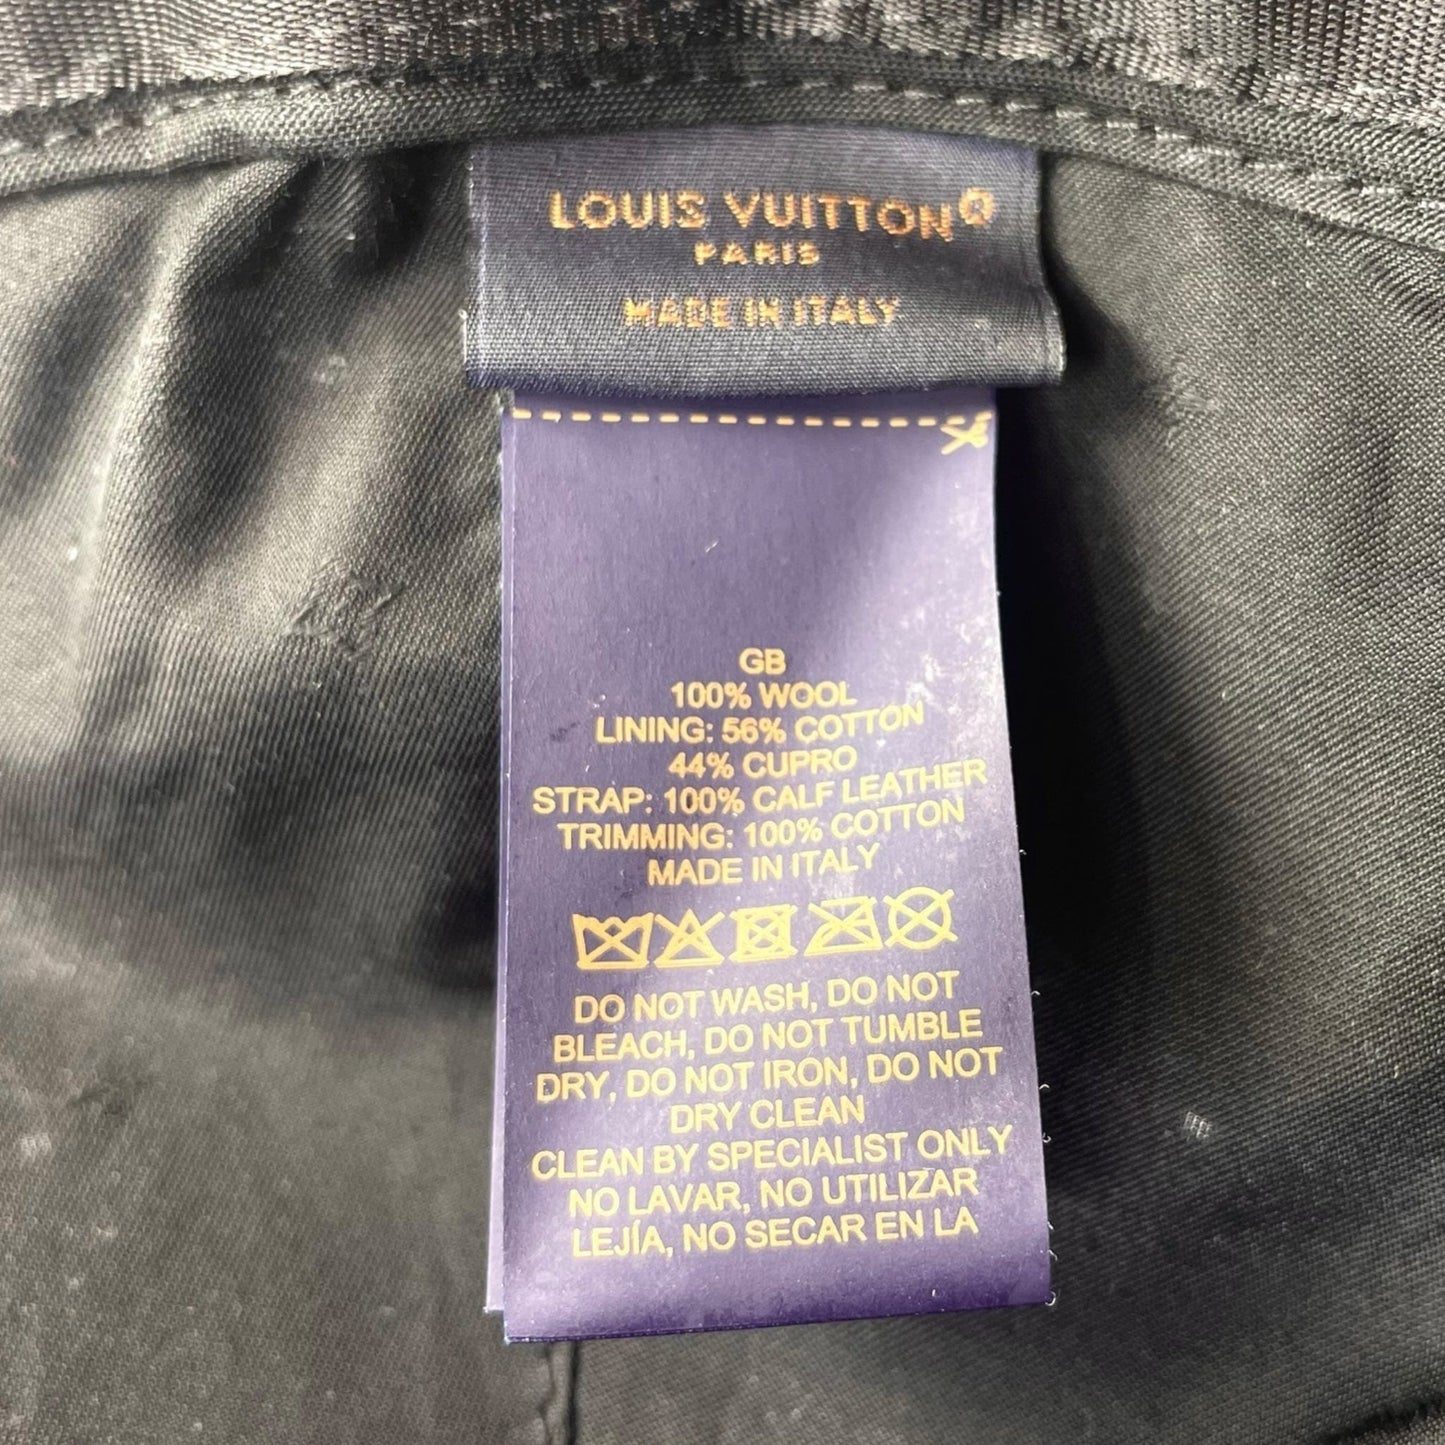 LOUIS VUITTON®
PARIS
MADE IN ITALY
GB
100% WOOL
LINING: 56% COTTON
44% CUPRO
STRAP: 100% CALF LEATHER
TRIMMING: 100% COTTON
MADE IN ITALY
DO NOT WASH, DO NOT
BLEACH, DO NOT TUMBLE
DRY, DO NOT IRON, DO NOT
DRY CLEAN
CLEAN BY SPECIALIST ONLY
NO LAVAR, NO UTILIZAR
LEJÍA, NO SECAR EN LA